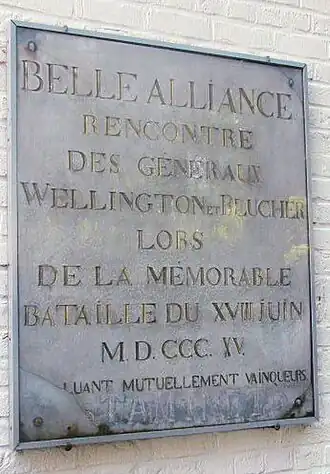 BELLE ALLIANCE
RENCONTRE
DES GÉNÉRAUX
WELLINGTON ET BLUCHER
LORS
DE LA MÉMORABLE
BATAILLE DU XVIII JUIN
M.D.CCC.XV.
LUANT MUTUELLEMENT VAINQUEURS